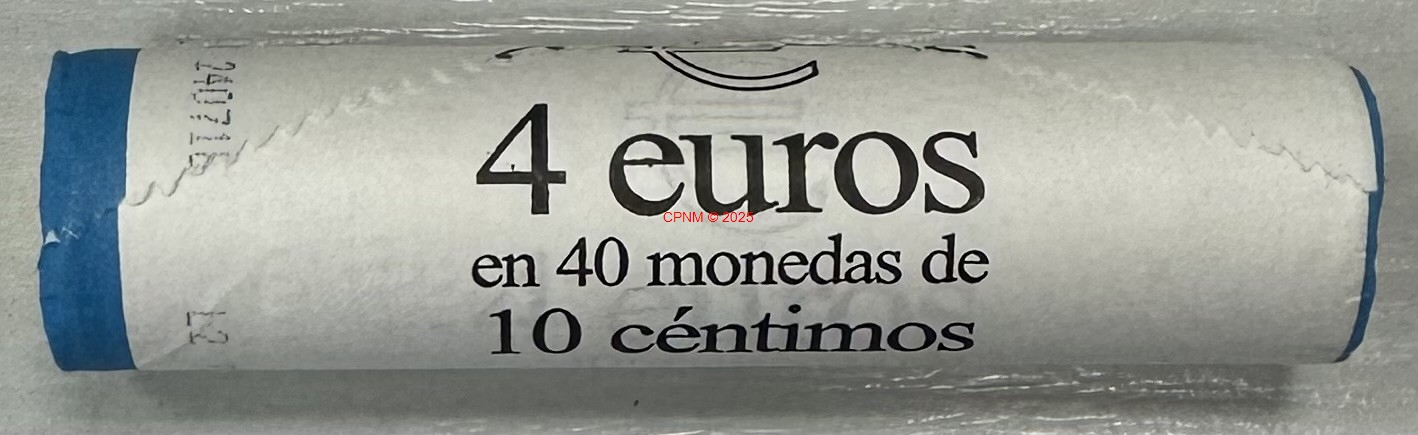 4 euros
CPNM © 2025
en 40 monedas de
10 céntimos